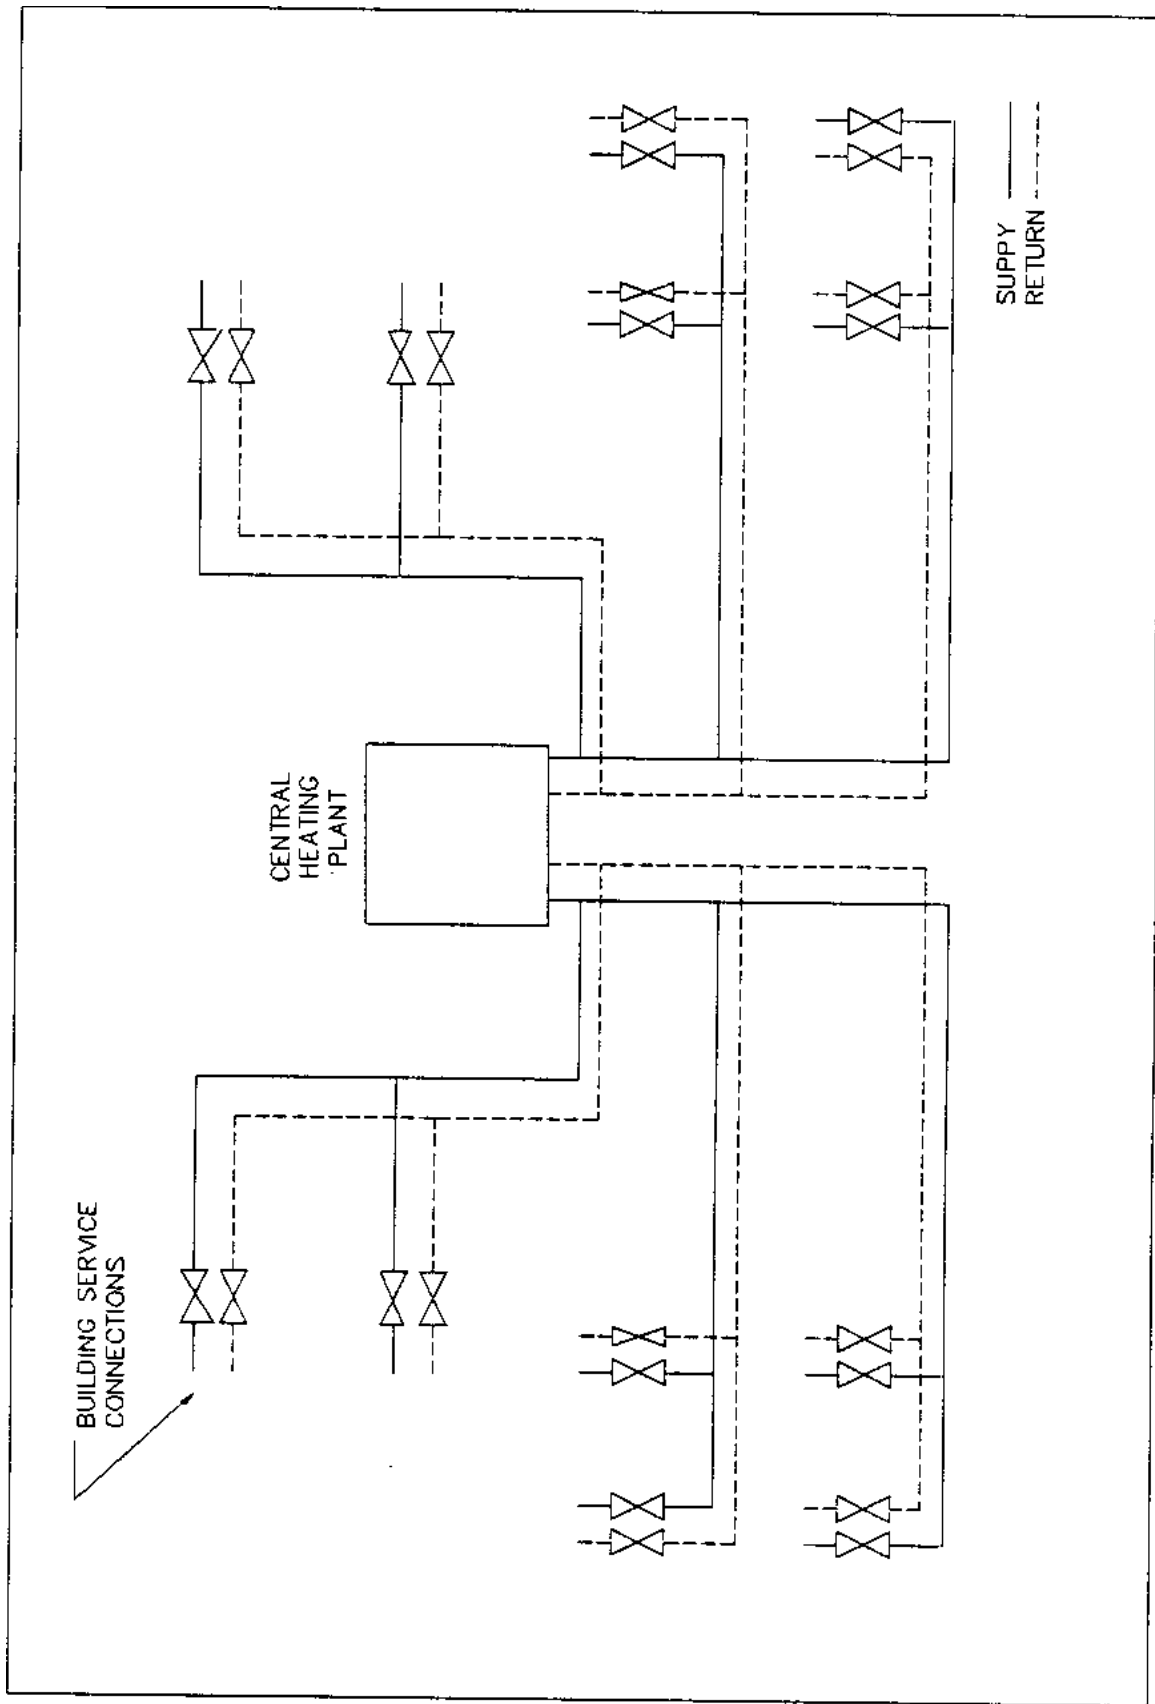 BUILDING SERVICE
CONNECTIONS
CENTRAL
HEATING
PLANT
SUPPY
RETURN